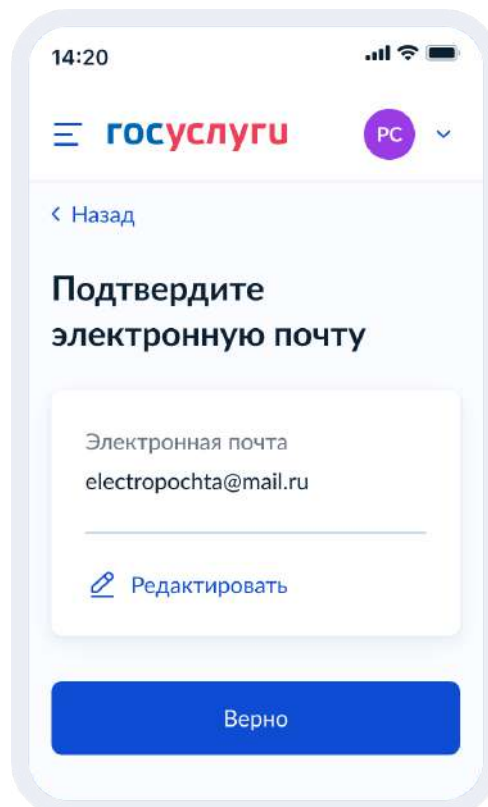 14:20
госуслуги
РС
Назад
Подтвердите
электронную почту
Электронная почта
electropochta@mail.ru
Редактировать
Верно